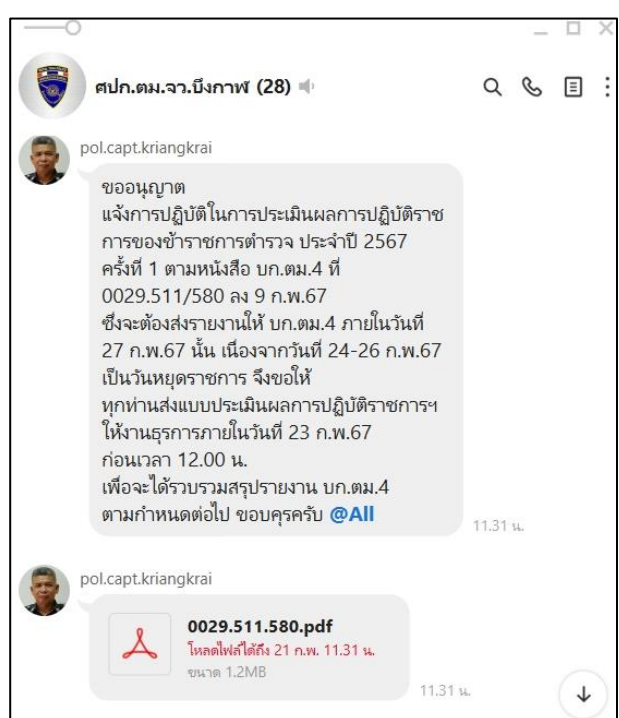 ศปก.ตม.จว.บึงกาฬ (28)
pol.capt.kriangkrai
ขออนุญาต
แจ้งการปฏิบัติในการประเมินผลการปฏิบัติราช
การของข้าราชการตำรวจ ประจำปี 2567
ครั้งที่ 1 ตามหนังสือ บก.ตม.4 ที่
0029.511/580 ลง 9 ก.พ.67
ซึ่งจะต้องส่งรายงานให้ บก.ตม.4 ภายในวันที่
27 ก.พ.67 นั้น เนื่องจากวันที่ 24-26 ก.พ.67
เป็นวันหยุดราชการ จึงขอให้
ทุกท่านส่งแบบประเมินผลการปฏิบัติราชการฯ
ให้งานธุรการภายในวันที่ 23 ก.พ.67
ก่อนเวลา 12.00 น.
เพื่อจะได้รวบรวมสรุปรายงาน บก.ตม.4
ตามกำหนดต่อไป ขอบคุรครับ @All
11.31 น.
pol.capt.kriangkrai
0029.511.580.pdf
โหลดไฟล์ได้ถึง 21 ก.พ. 11.31 น.
ขนาด 1.2MB
11.31 น.